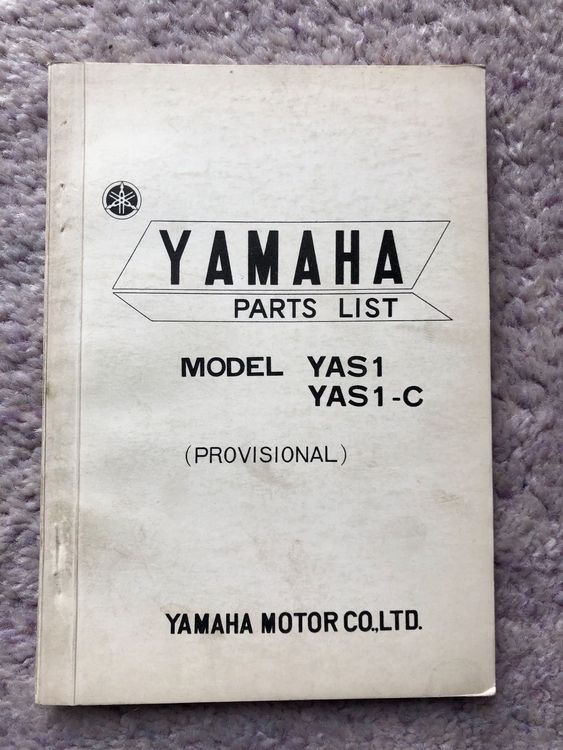 YAMAHA
PARTS LIST
MODEL YAS1
YAS1-C
(PROVISIONAL)
YAMAHA MOTOR CO.,LTD.